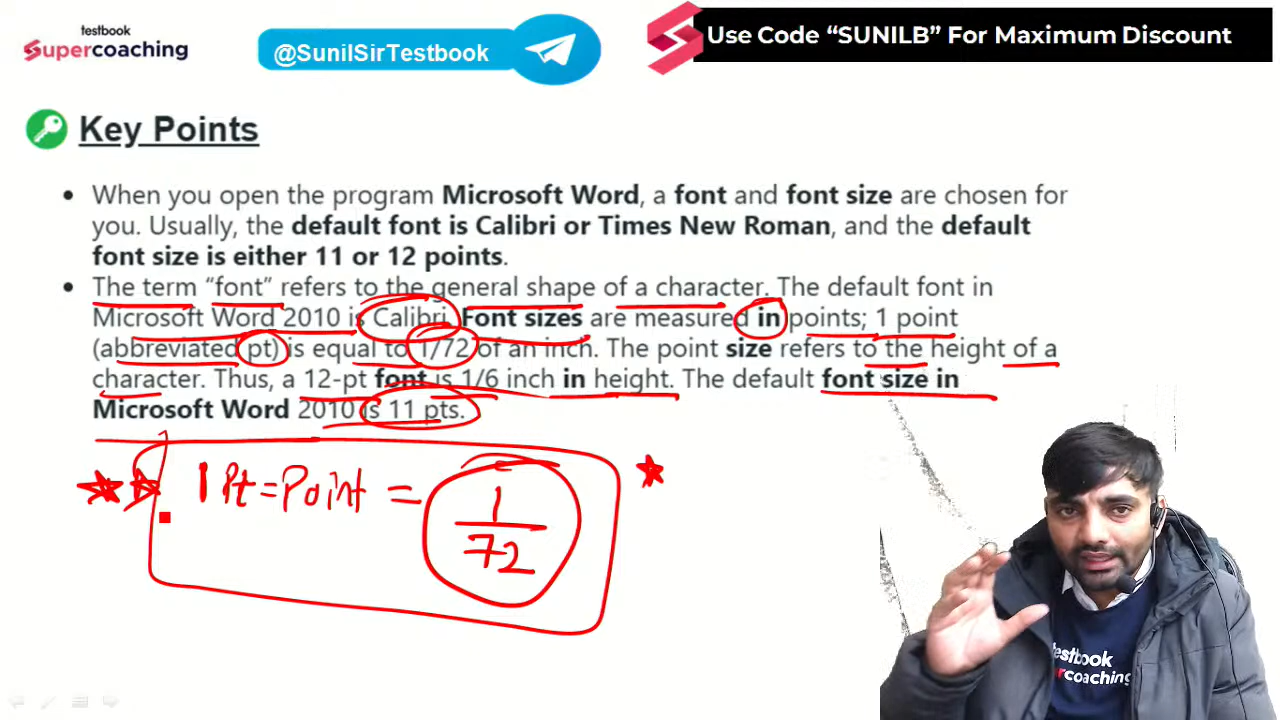 testbook
Supercoaching
@SunilSirTestbook
Use Code “SUNILB” For Maximum Discount
Key Points
• When you open the program Microsoft Word, a font and font size are chosen for
you. Usually, the default font is Calibri or Times New Roman, and the default
font size is either 11 or 12 points.
• The term “font” refers to the general shape of a character. The default font in
Microsoft Word 2010 is Calibri. Font sizes are measured in points; 1 point
(abbreviated pt) is equal to 1/72 of an inch. The point size refers to the height of a
character. Thus, a 12-pt font is 1/6 inch in height. The default font size in
Microsoft Word 2010 is 11 pts.
1 Pt = Point = 1/72
testbook
supercoaching